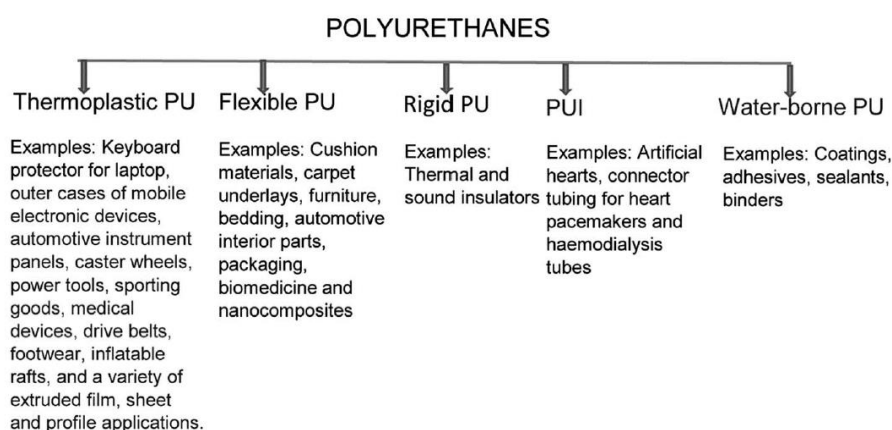 POLYURETHANES
Thermoplastic PU
Examples: Keyboard
protector for laptop,
outer cases of mobile
electronic devices,
automotive instrument
panels, caster wheels,
power tools, sporting
goods, medical
devices, drive belts,
footwear, inflatable
rafts, and a variety of
extruded film, sheet
and profile applications.
Flexible PU
Examples: Cushion
materials, carpet
underlays, furniture,
bedding, automotive
interior parts,
packaging,
biomedicine and
nanocomposites
Rigid PU
Examples:
Thermal and
sound insulators
PUI
Examples: Artificial
hearts, connector
tubing for heart
pacemakers and
haemodialysis
tubes
Water-borne PU
Examples: Coatings,
adhesives, sealants,
binders